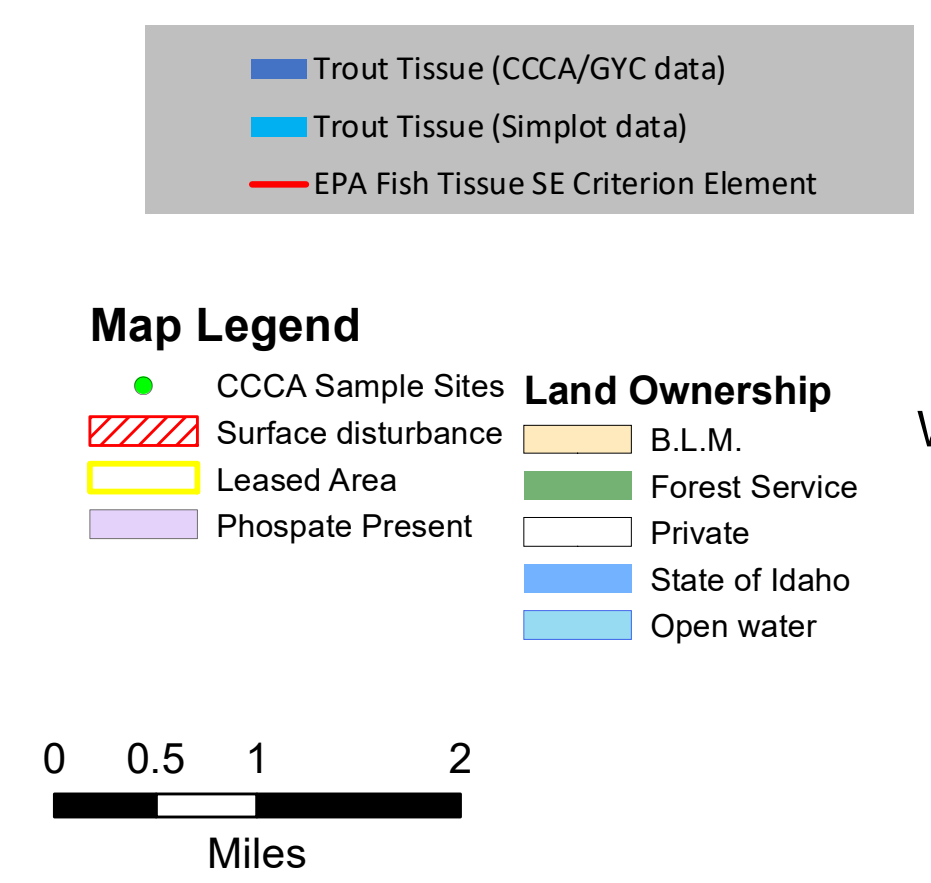 Trout Tissue (CCCA/GYC data)
Trout Tissue (Simplot data)
EPA Fish Tissue SE Criterion Element
Map Legend
CCCA Sample Sites
Surface disturbance
Leased Area
Phospate Present
Land Ownership
B.L.M.
Forest Service
Private
State of Idaho
Open water
0 0.5 1 2
Miles